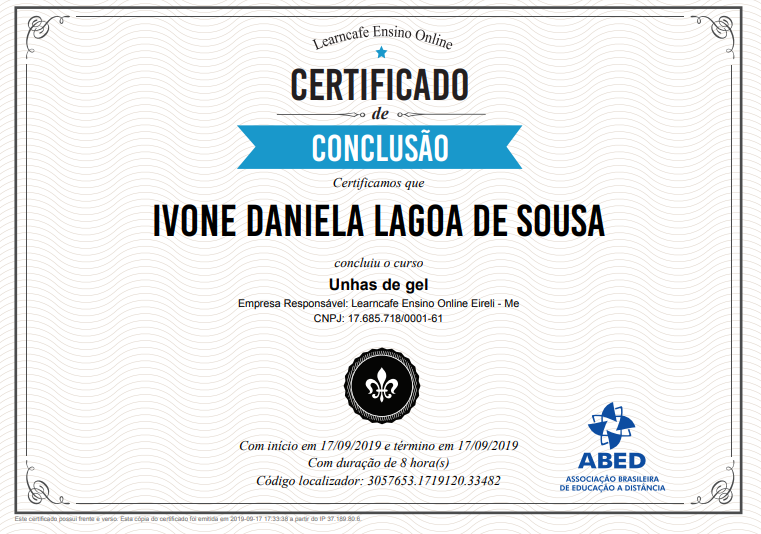 Learncafe Ensino Online
CERTIFICADO
de
CONCLUSÃO
Certificamos que
IVONE DANIELA LAGOA DE SOUSA
concluiu o curso
Unhas de gel
Empresa Responsável: Learncafe Ensino Online Eireli - Me
CNPJ: 17.685.718/0001-61
Com início em 17/09/2019 e término em 17/09/2019
Com duração de 8 hora(s)
Código localizador: 3057653.1719120.33482
ABED
ASSOCIAÇÃO BRASILEIRA
DE EDUCAÇÃO A DISTÂNCIA
Este certificado possui frente e verso. Esta cópia do certificado foi emitida em 2019-09-17 17:33:38 a partir do IP 37.189.80.6.